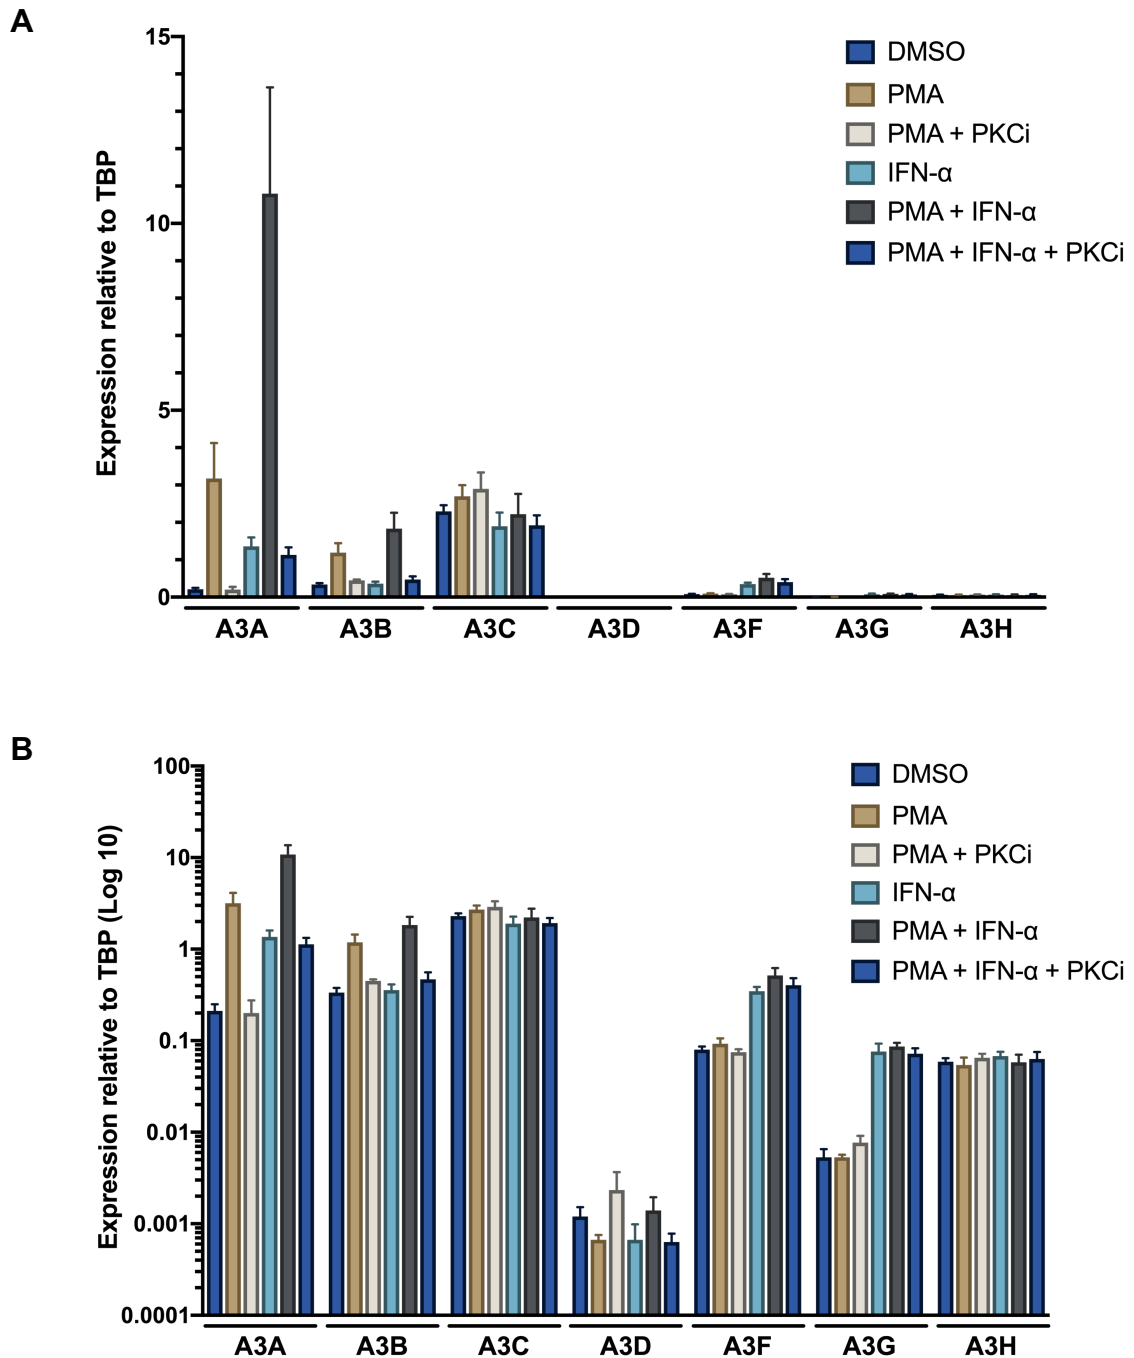 A
Expression relative to TBP
15
10
5
0
DMSO
PMA
PMA + PKCi
IFN-α
PMA + IFN-α
PMA + IFN-α + PKCi
A3A A3B A3C A3D A3F A3G A3H
B
Expression relative to TBP (Log 10)
100
10
1
0.1
0.01
0.001
0.0001
DMSO
PMA
PMA + PKCi
IFN-α
PMA + IFN-α
PMA + IFN-α + PKCi
A3A A3B A3C A3D A3F A3G A3H